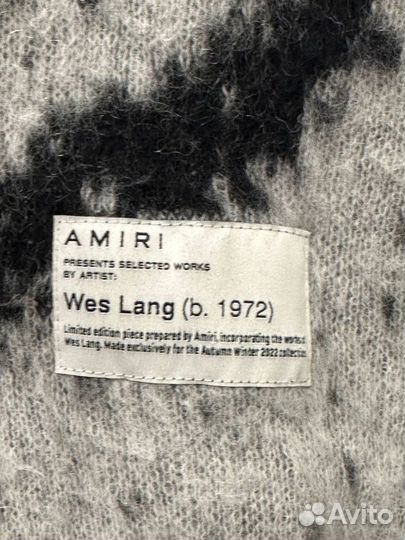 AMIRI
PRESENTS SELECTED WORKS
BY ARTIST:
Wes Lang (b. 1972)
Limited edition piece prepared by Amiri, incorporating the works of
Wes Lang. Made exclusively for the Autumn Winter 2022 collection.
Avito